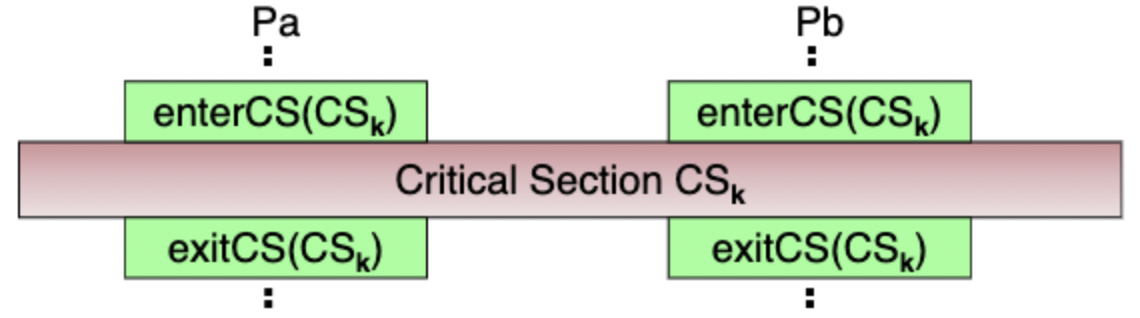 Pa Pb
enterCS(CSk) enterCS(CSk)
Critical Section CSk
exitCS(CSk) exitCS(CSk)